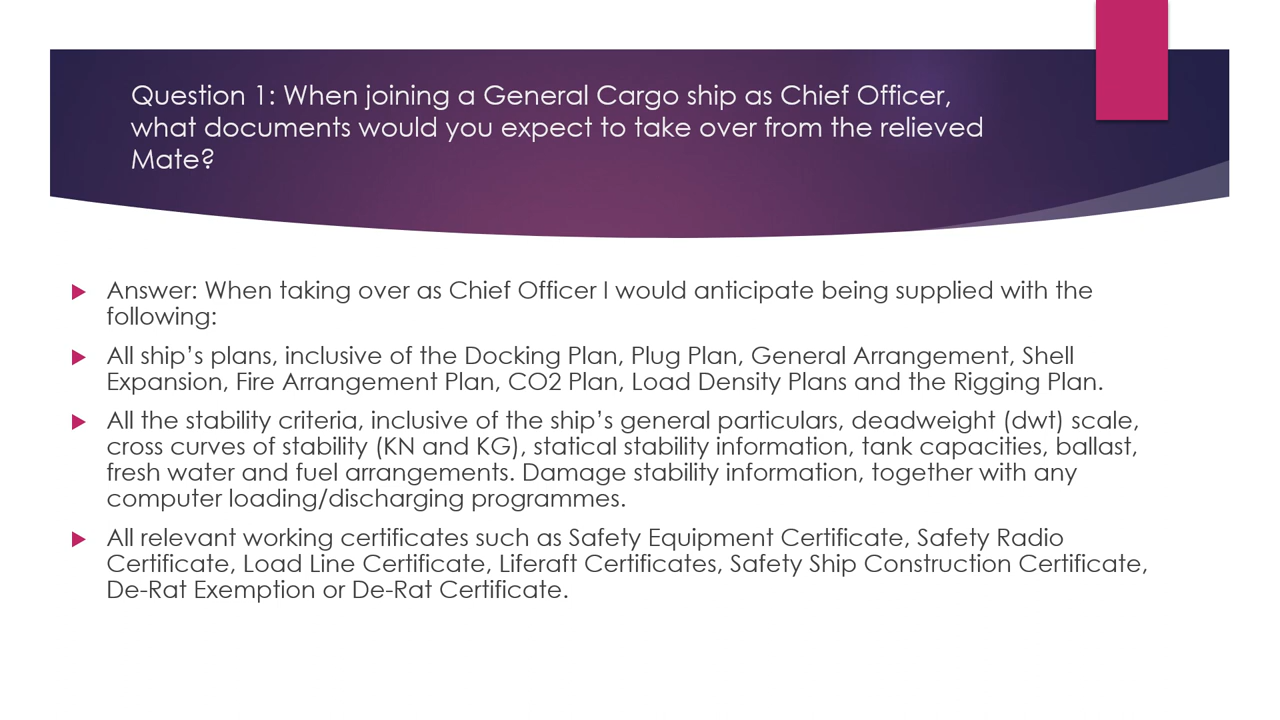 Question 1: When joining a General Cargo ship as Chief Officer,
what documents would you expect to take over from the relieved
Mate?
Answer: When taking over as Chief Officer I would anticipate being supplied with the
following:
All ship’s plans, inclusive of the Docking Plan, Plug Plan, General Arrangement, Shell
Expansion, Fire Arrangement Plan, CO2 Plan, Load Density Plans and the Rigging Plan.
All the stability criteria, inclusive of the ship’s general particulars, deadweight (dwt) scale,
cross curves of stability (KN and KG), statical stability information, tank capacities, ballast,
fresh water and fuel arrangements. Damage stability information, together with any
computer loading/discharging programmes.
All relevant working certificates such as Safety Equipment Certificate, Safety Radio
Certificate, Load Line Certificate, Liferaft Certificates, Safety Ship Construction Certificate,
De-Rat Exemption or De-Rat Certificate.